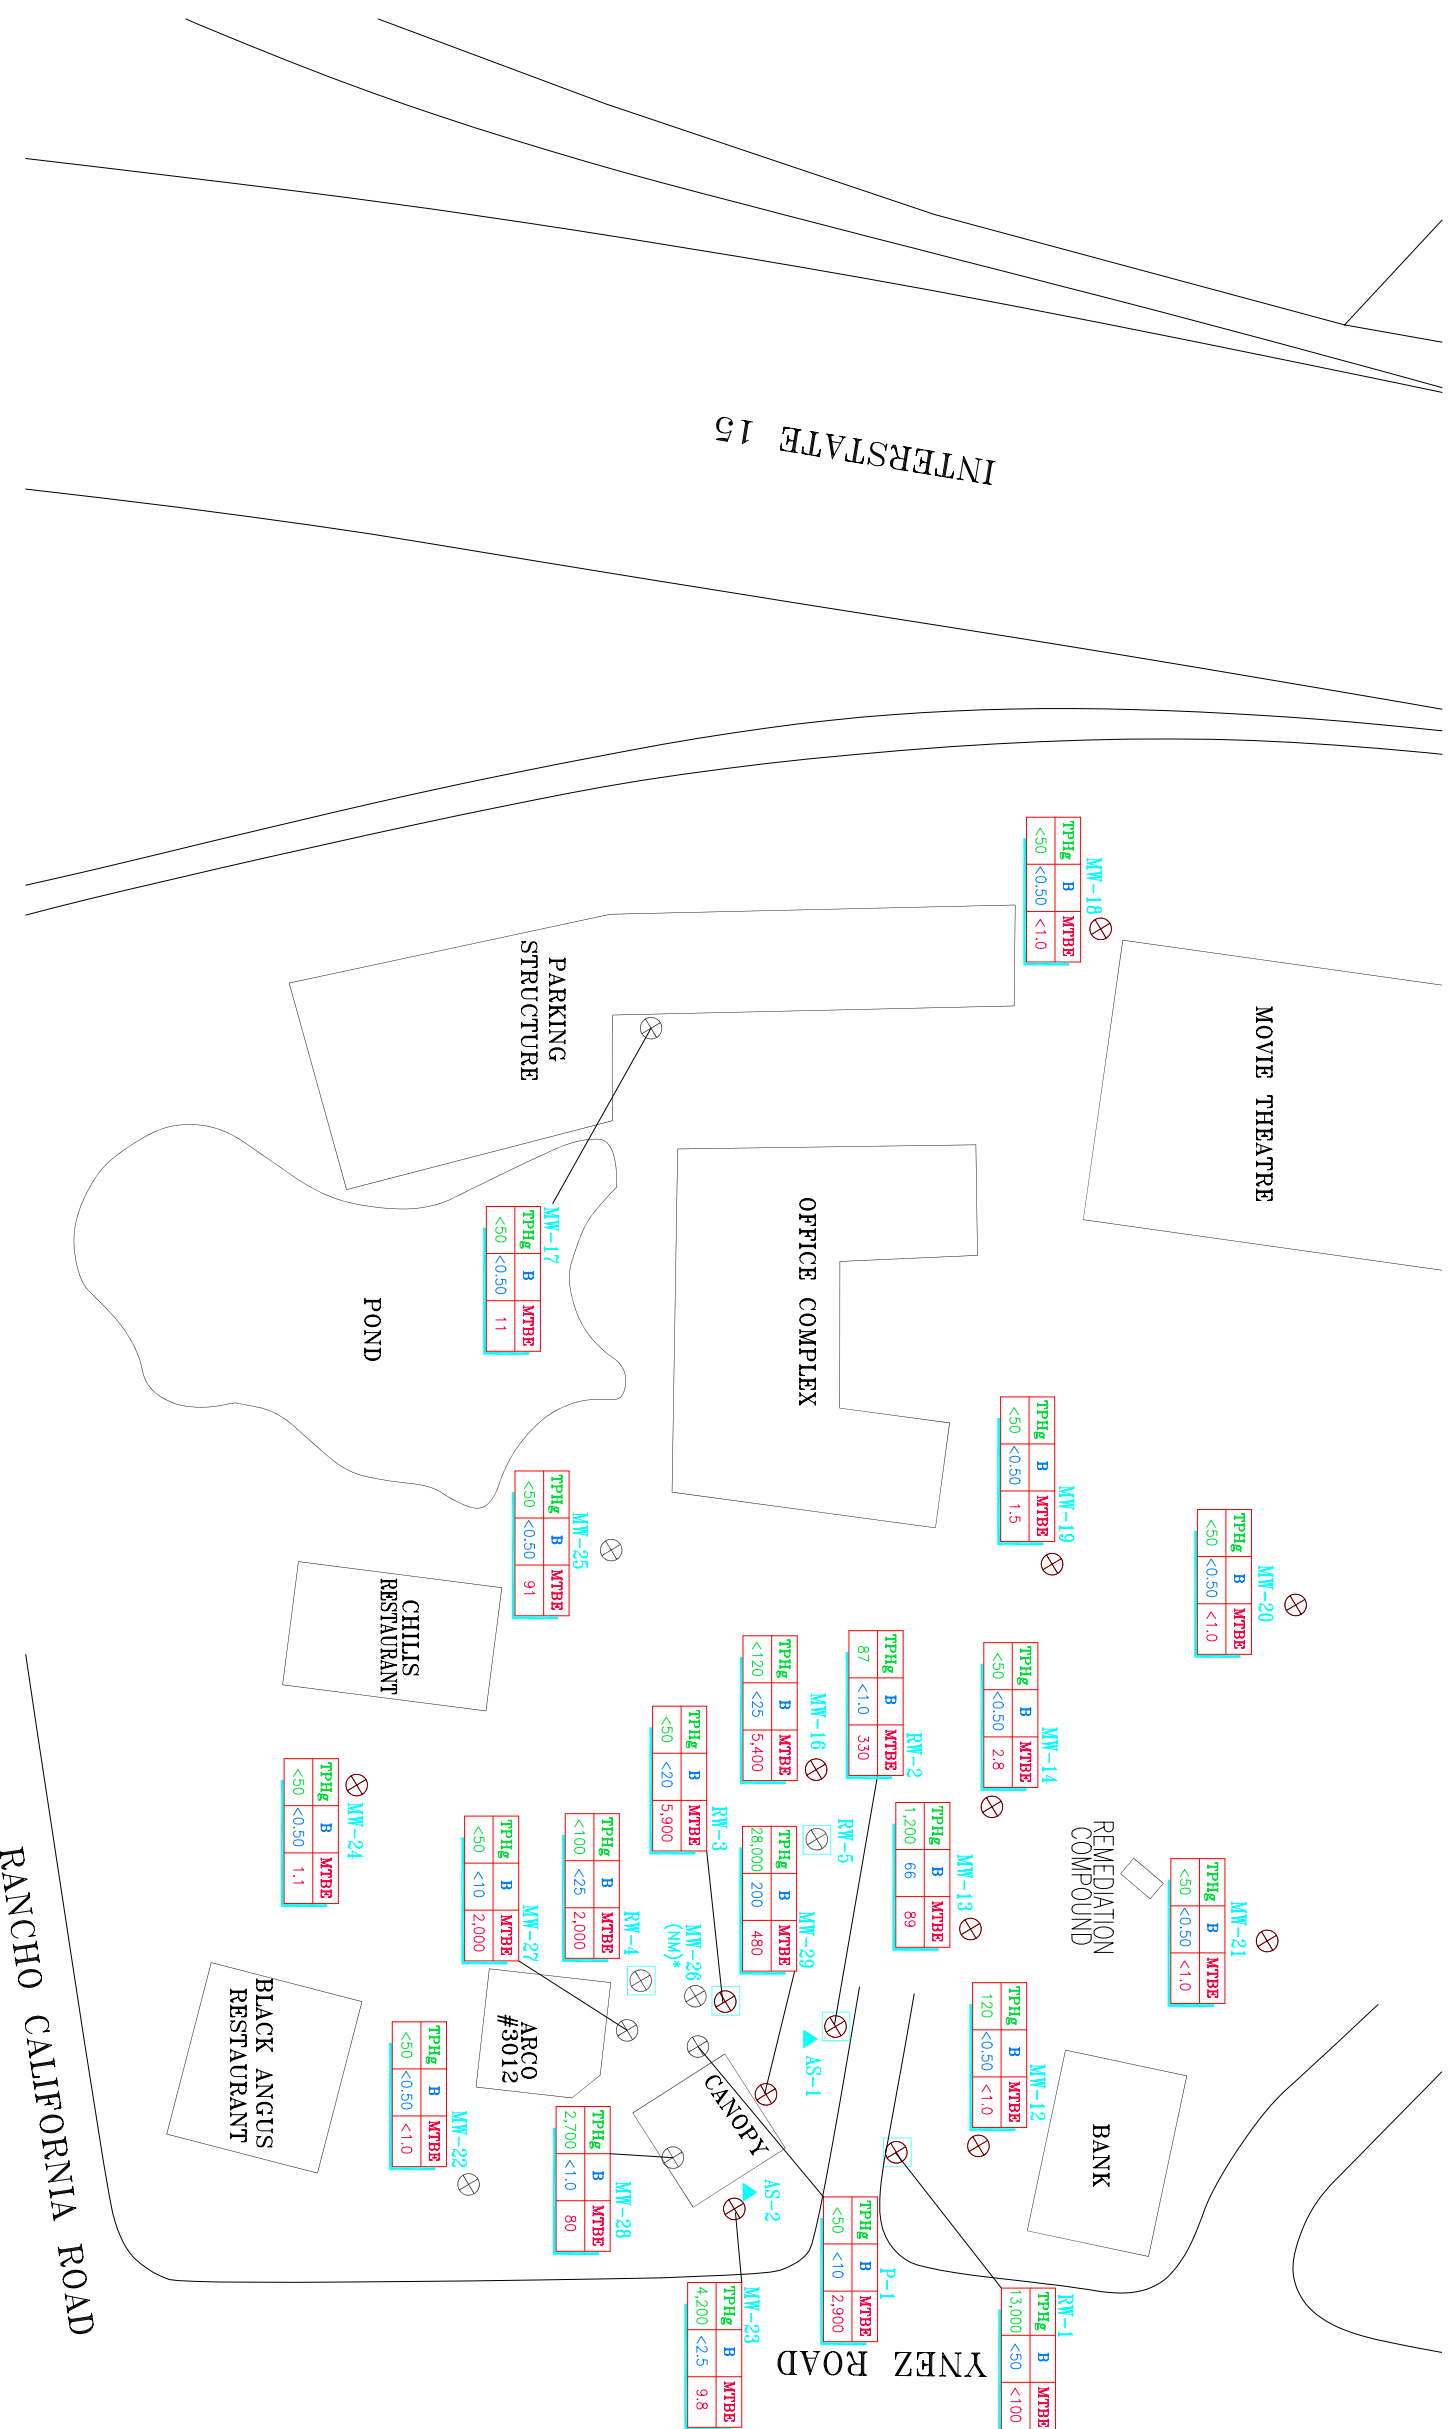 INTERSTATE 15
MW-18
TPHg B MTBE
<50 <0.50 <1.0
MOVIE THEATRE
PARKING
STRUCTURE
MW-17
TPHg B MTBE
<50 <0.50 11
OFFICE COMPLEX
POND
MW-19
TPHg B MTBE
<50 <0.50 1.5
MW-20
TPHg B MTBE
<50 <0.50 <1.0
MW-25
TPHg B MTBE
<50 <0.50 91
CHILIS
RESTAURANT
MW-14
TPHg B MTBE
<50 <0.50 2.8
RW-2
TPHg B MTBE
87 <1.0 330
MW-16
TPHg B MTBE
<120 <25 5,400
RW-3
TPHg B MTBE
<50 <20 5,900
MW-24
TPHg B MTBE
<50 <0.50 1.1
REMEDIATION
COMPOUND
MW-21
TPHg B MTBE
<50 <0.50 <1.0
MW-13
TPHg B MTBE
1,200 66 89
RW-5
MW-29
TPHg B MTBE
28,000 200 480
RW-4
TPHg B MTBE
<100 <25 2,000
MW-27
TPHg B MTBE
<50 <10 2,000
MW-26
(NM)*
MW-12
TPHg B MTBE
120 <0.50 <1.0
AS-1
ARCO
#3012
CANOPY
BLACK ANGUS
RESTAURANT
MW-22
TPHg B MTBE
<50 <0.50 <1.0
BANK
AS-2
MW-28
TPHg B MTBE
2,700 <1.0 80
P-1
TPHg B MTBE
<50 <10 2,900
MW-23
TPHg B MTBE
4,200 <2.5 9.8
RW-1
TPHg B MTBE
13,000 <50 <100
YNEZ ROAD
RANCHO CALIFORNIA ROAD